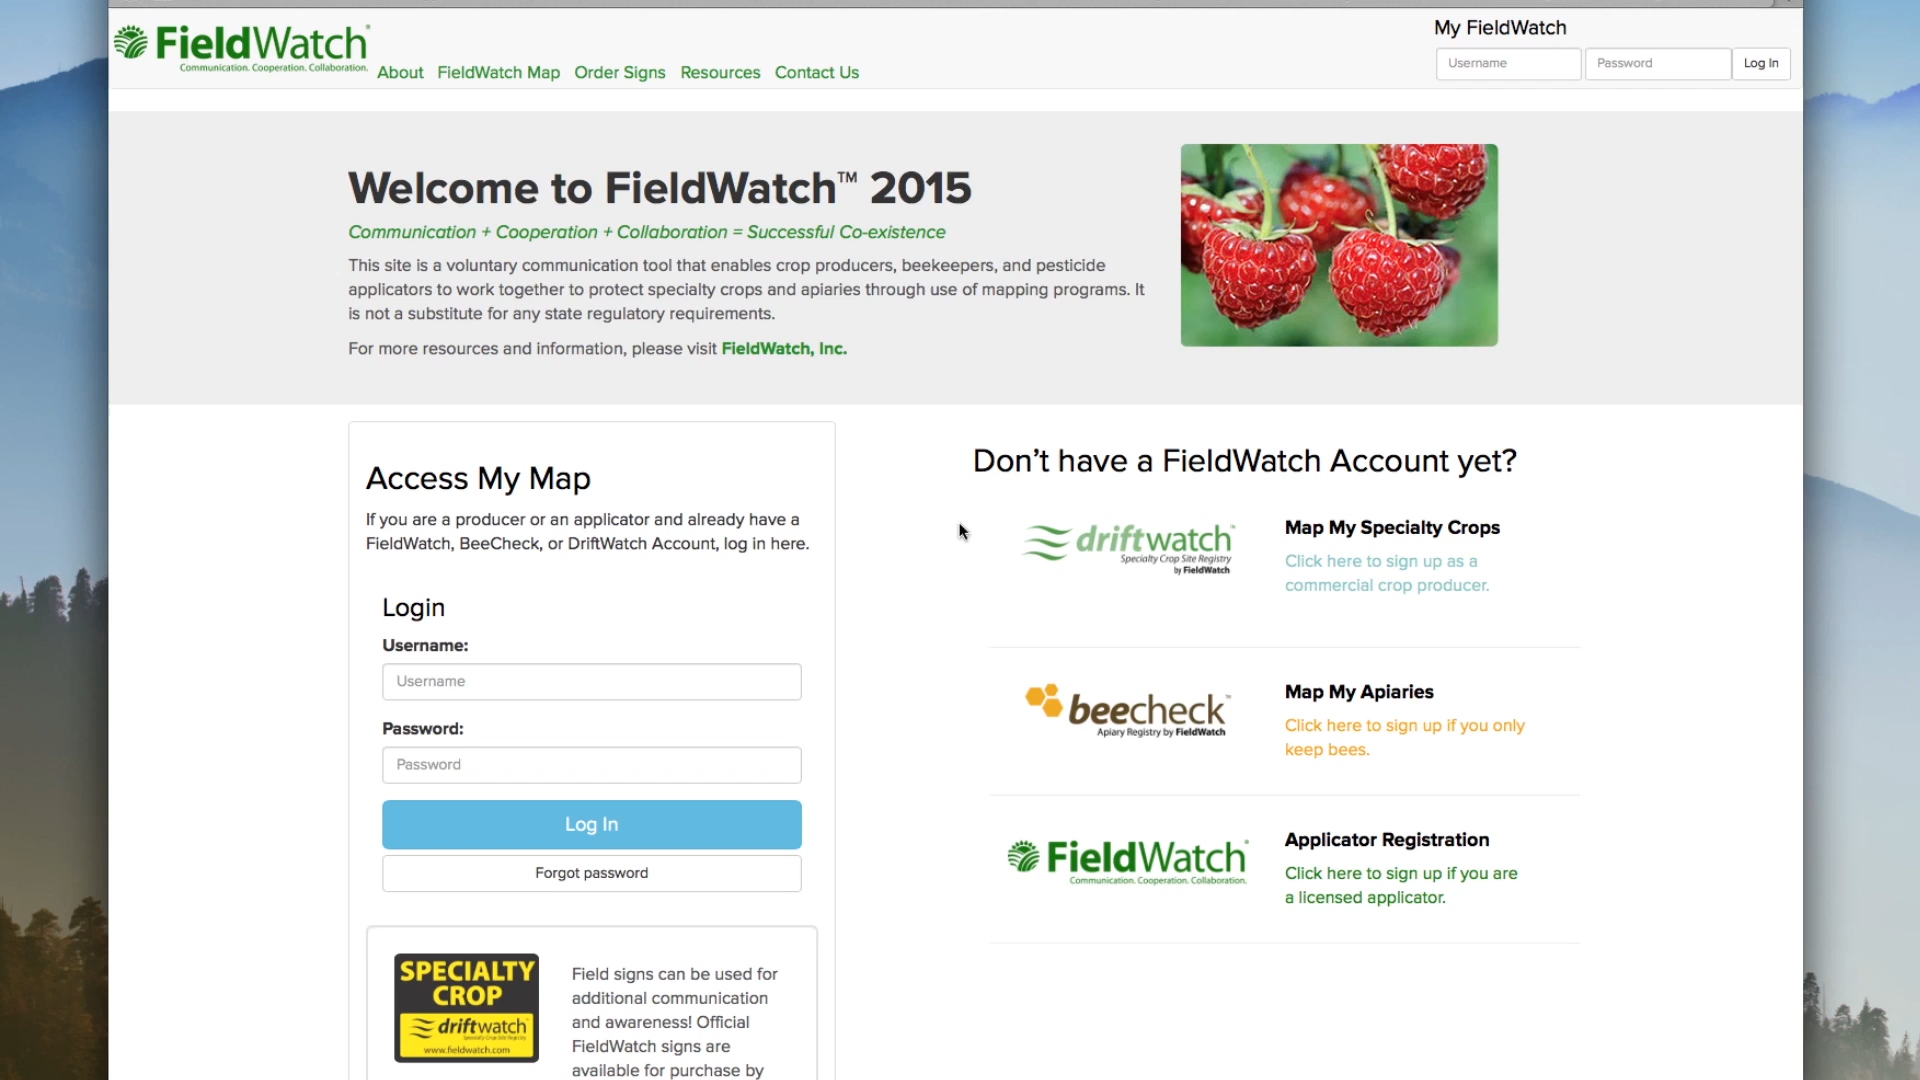 FieldWatch
Communication. Cooperation. Collaboration.
About FieldWatch Map Order Signs Resources Contact Us
My FieldWatch
Username Password Log In
Welcome to FieldWatch™ 2015
Communication + Cooperation + Collaboration = Successful Co-existence
This site is a voluntary communication tool that enables crop producers, beekeepers, and pesticide
applicators to work together to protect specialty crops and apiaries through use of mapping programs. It
is not a substitute for any state regulatory requirements.
For more resources and information, please visit FieldWatch, Inc.
Access My Map
If you are a producer or an applicator and already have a
FieldWatch, BeeCheck, or DriftWatch Account, log in here.
Login
Username:
Username
Password:
Password
Log In
Forgot password
SPECIALTY
CROP
driftwatch
Specialty Crop Site Registry
www.fieldwatch.com
Field signs can be used for
additional communication
and awareness! Official
FieldWatch signs are
available for purchase by
Don't have a FieldWatch Account yet?
driftwatch™
Specialty Crop Site Registry
by FieldWatch
Map My Specialty Crops
Click here to sign up as a
commercial crop producer.
beecheck™
Apiary Registry by FieldWatch
Map My Apiaries
Click here to sign up if you only
keep bees.
FieldWatch
Communication. Cooperation. Collaboration.
Applicator Registration
Click here to sign up if you are
a licensed applicator.